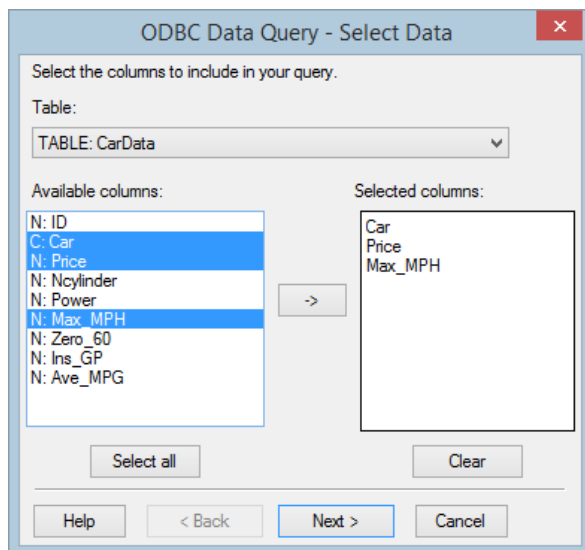 ODBC Data Query - Select Data
Select the columns to include in your query.
Table:
TABLE: CarData
Available columns:
N: ID
C: Car
N: Price
N: Ncylinder
N: Power
N: Max_MPH
N: Zero_60
N: Ins_GP
N: Ave_MPG
->
Selected columns:
Car
Price
Max_MPH
Select all
Clear
Help
< Back
Next >
Cancel